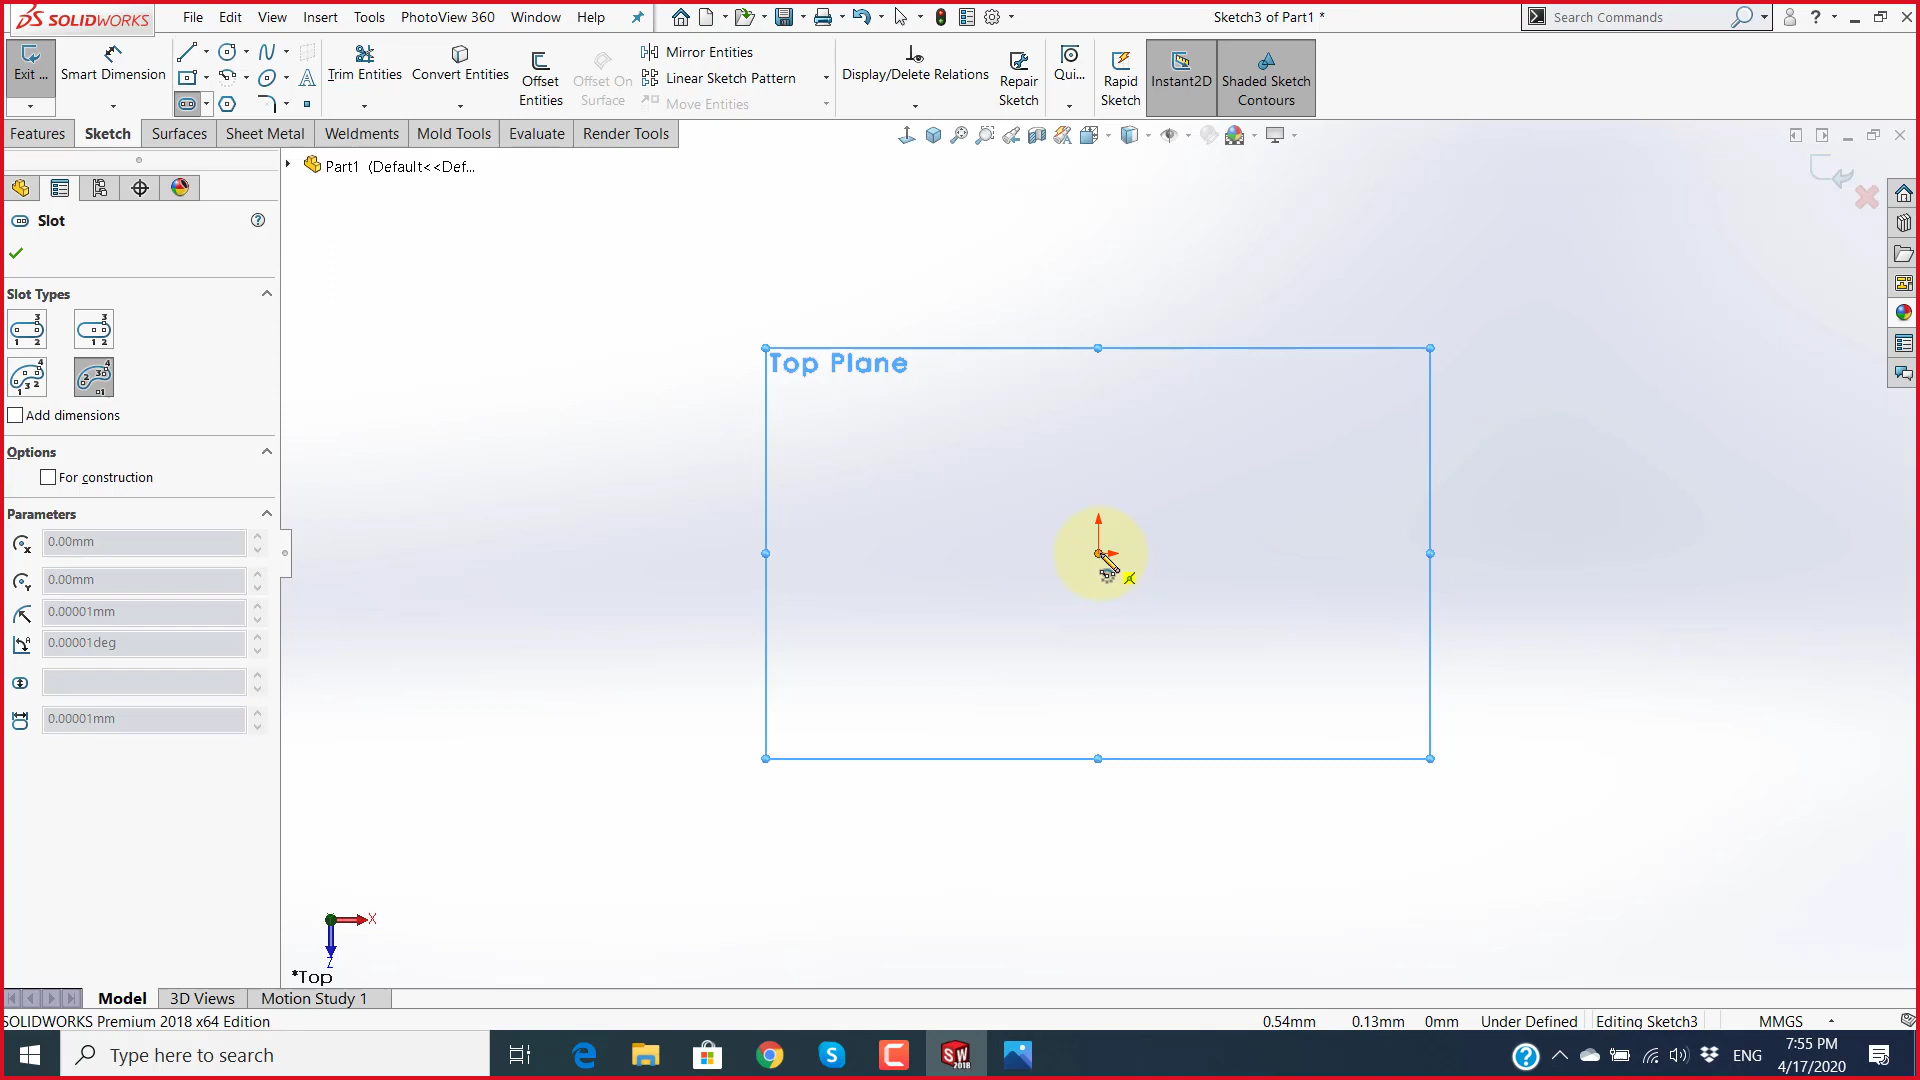 SOLIDWORKS
File Edit View Insert Tools PhotoView 360 Window Help
Sketch3 of Part1 *
Search Commands
Exit ...
Smart Dimension
Trim Entities
Convert Entities
Offset Entities
Offset On Surface
Mirror Entities
Linear Sketch Pattern
Move Entities
Display/Delete Relations
Repair Sketch
Qui...
Rapid Sketch
Instant2D
Shaded Sketch Contours
Features Sketch Surfaces Sheet Metal Weldments Mold Tools Evaluate Render Tools
Part1 (Default<<Def...
Slot
Slot Types
Add dimensions
Options
For construction
Parameters
0.00mm
0.00mm
0.00001mm
0.00001deg
0.00001mm
Top Plane
X
Z
*Top
Model 3D Views Motion Study 1
SOLIDWORKS Premium 2018 x64 Edition
0.54mm 0.13mm 0mm Under Defined Editing Sketch3 MMGS
Type here to search
SW
2018
ENG
7:55 PM
4/17/2020